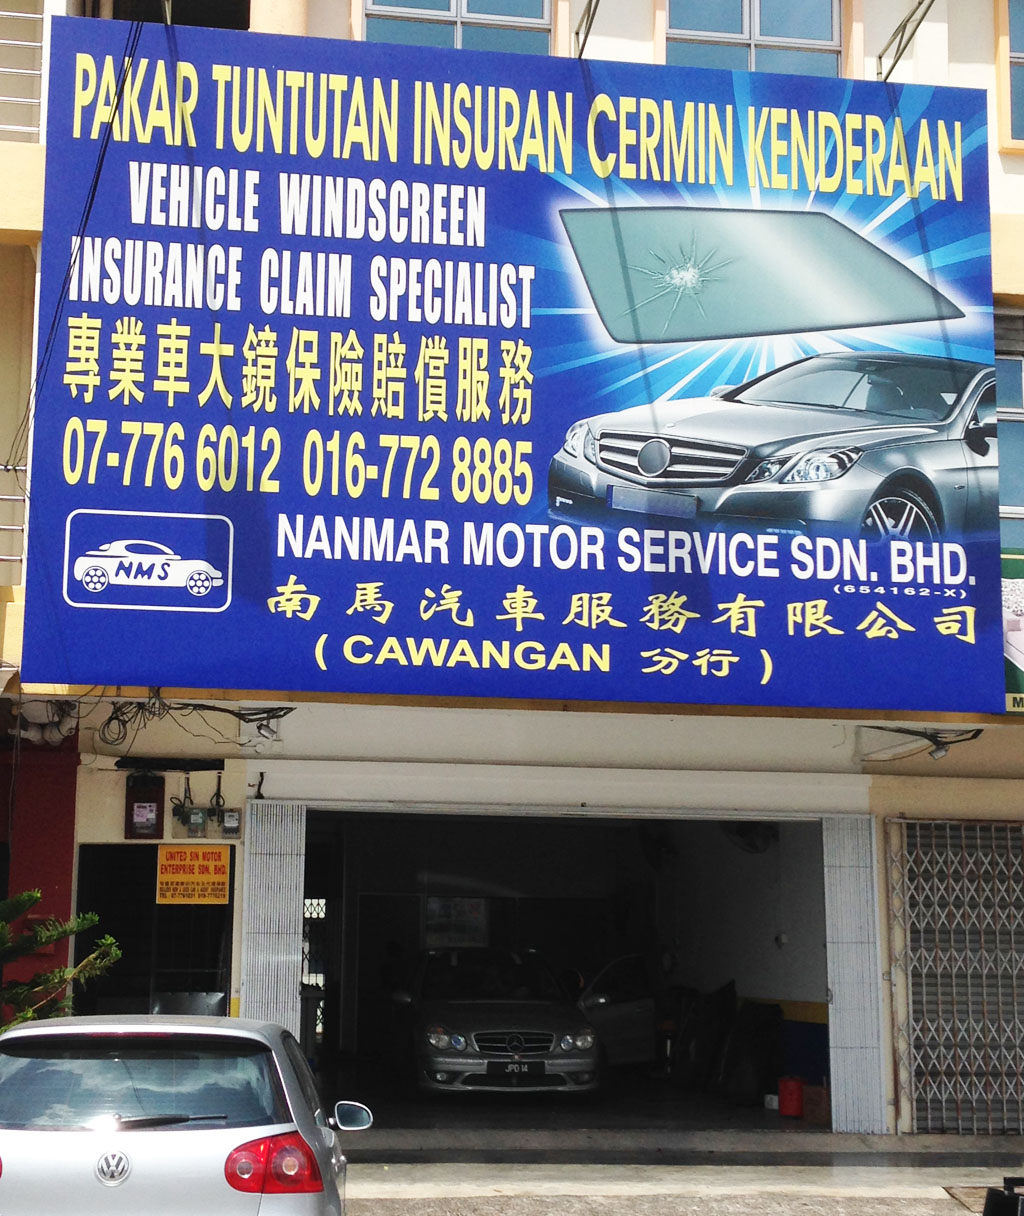 PAKAR TUNTUTAN INSURAN CERMIN KENDERAAN
VEHICLE WINDSCREEN
INSURANCE CLAIM SPECIALIST
專業車大鏡保險賠償服務
07-776 6012 016-772 8885
NMS
NANMAR MOTOR SERVICE SDN. BHD.
(654162-X)
南馬汽車服務有限公司
(CAWANGAN 分行)
UNITED SIN MOTOR
ENTERPRISE SDN. BHD.
JPD 14